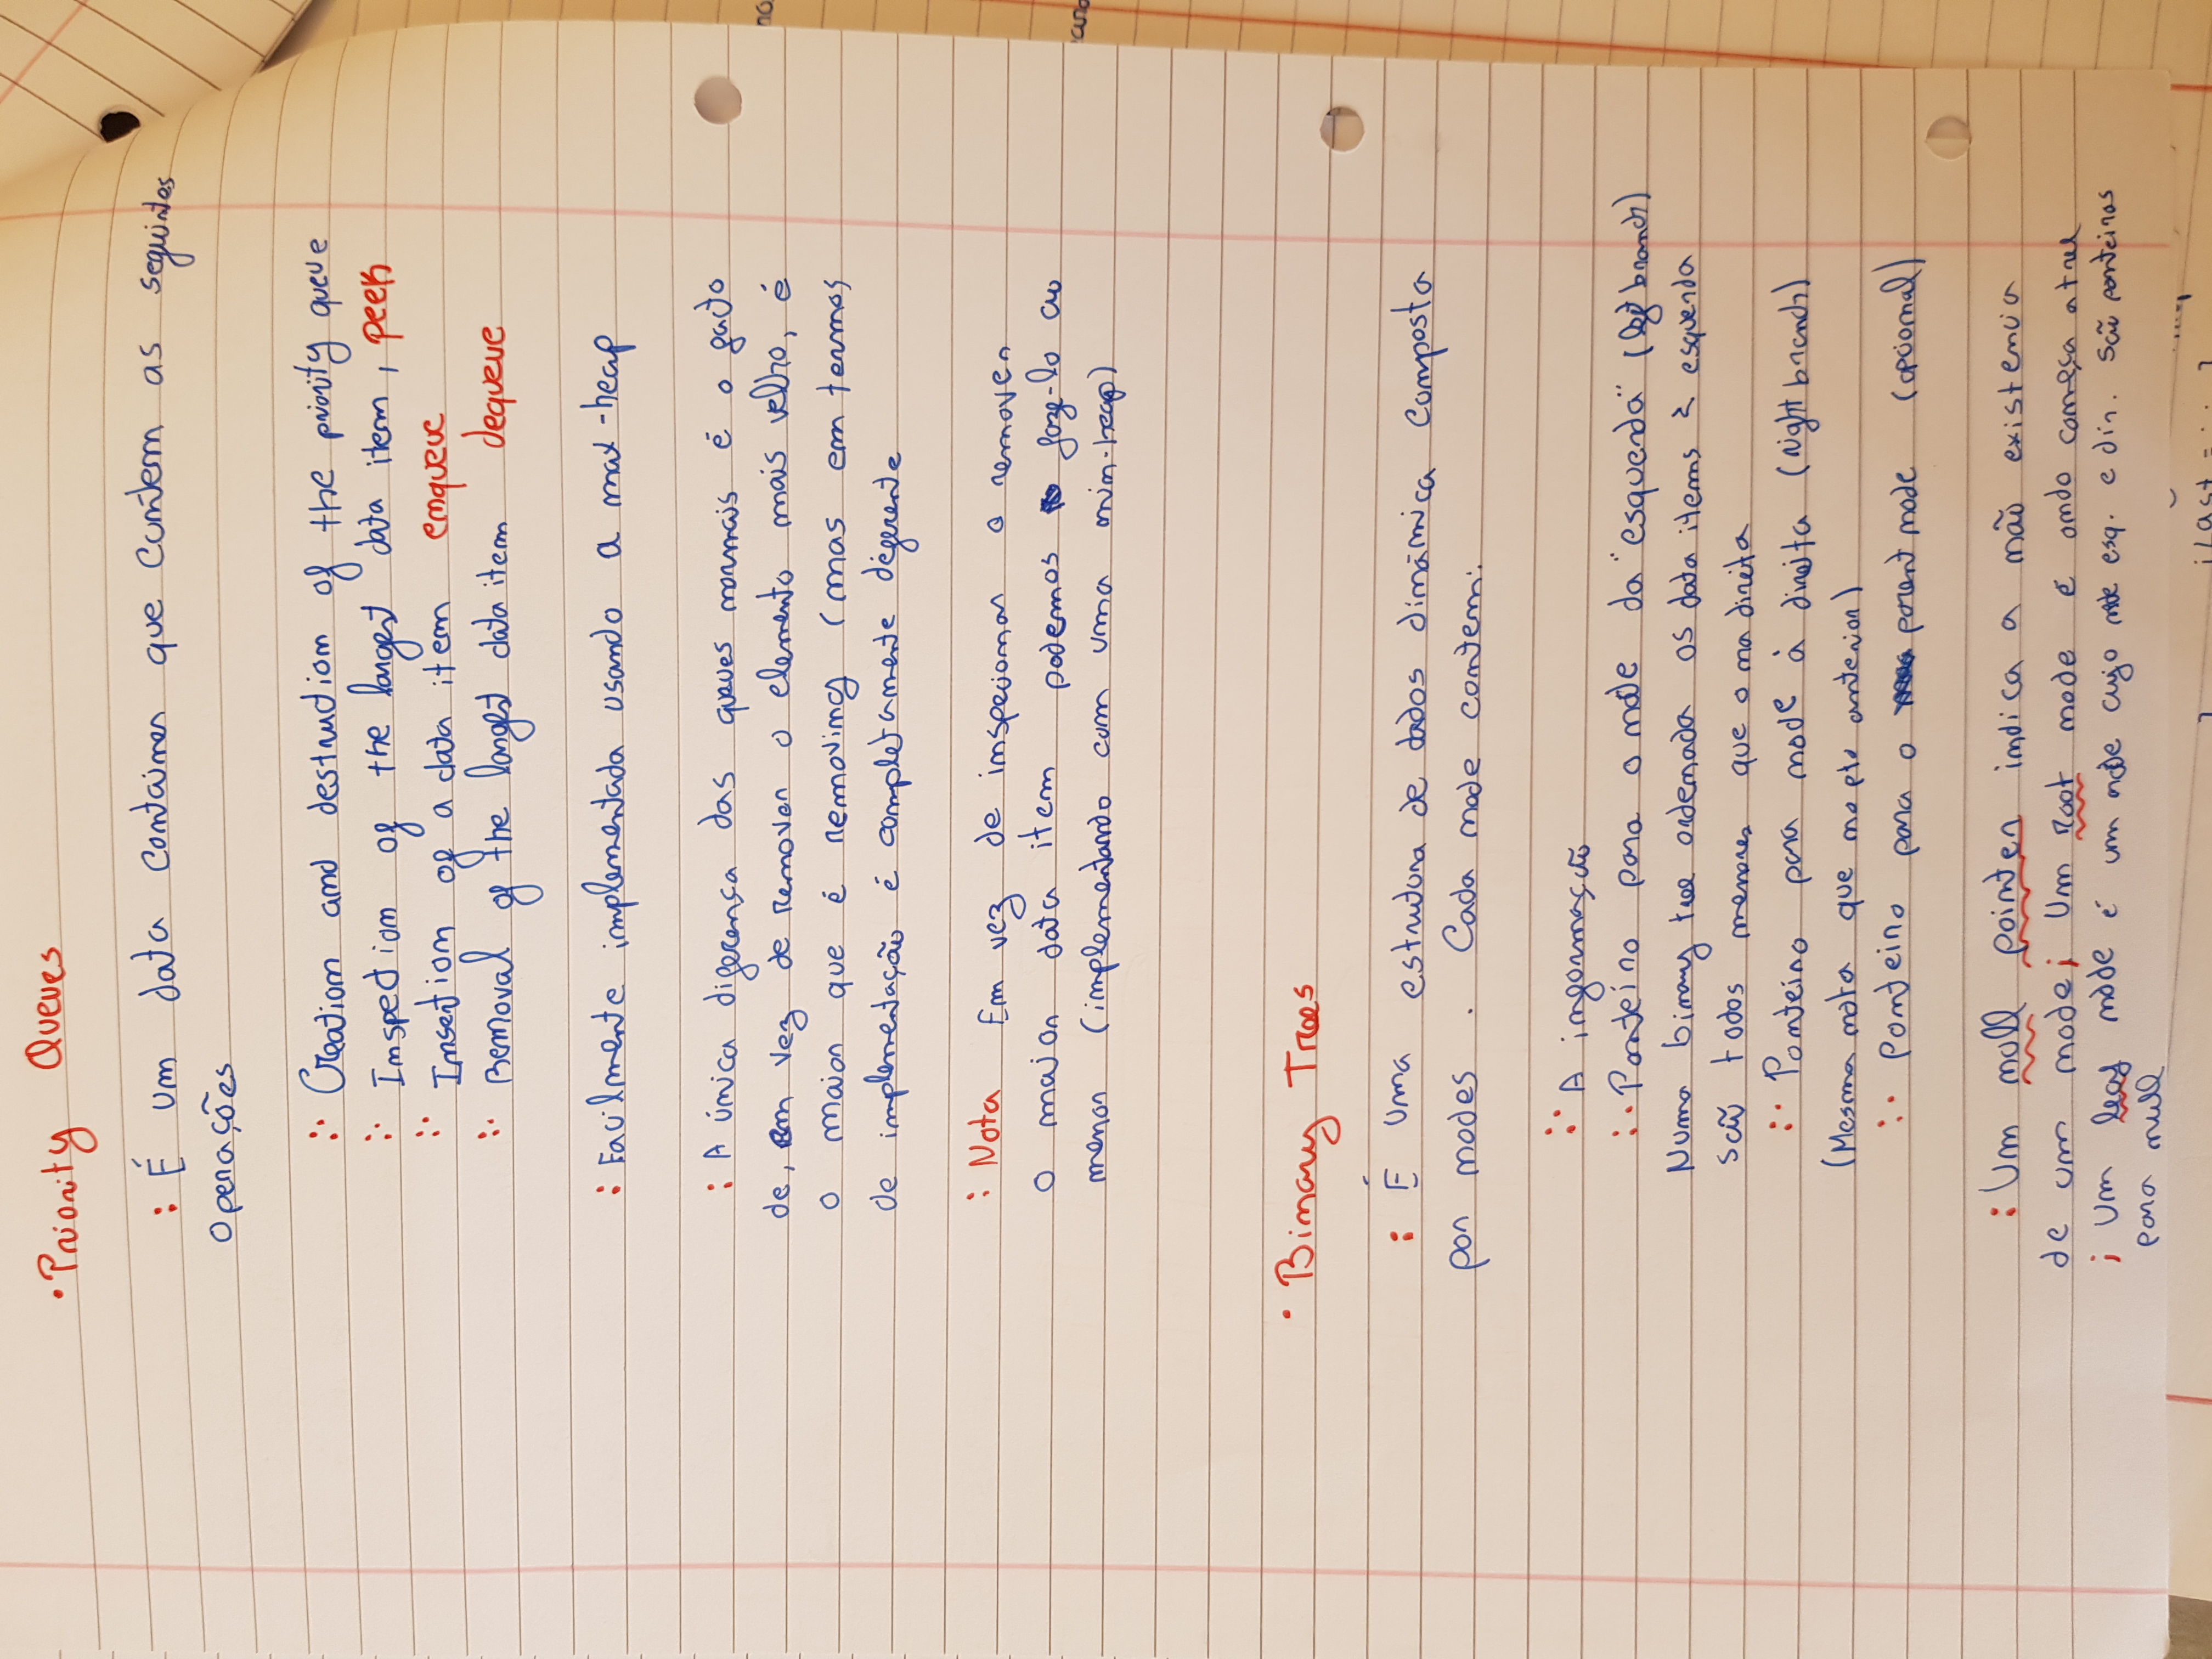 • Priority Queues
: É um data container que contem as seguintes
operações
:· Creation and destruction of the priority queue
:· Inspection of the largest data item, peek
:· Insertion of a data item enqueue
:· Removal of the largest data item dequeue
: Facilmente implementada usando a max-heap
: A única diferença das queues normais é o facto
de, em vez de remover o elemento mais velho, é
o maior que é removing (mas em termos
de implementação é completamente diferente
: Nota Em vez de inspecionar o remover
o maior data item podemos faze-lo ao
menor (implementando com uma min-heap)
• Binary Trees
: É uma estrutura de dados dinâmica composta
por nodes . Cada node contem:
:· A informação
:· Ponteiro para o node da "esquerda" (left branch)
Numa binary tree ordenada os data items à esquerda
são todos menores que o na direita
:· Ponteiro para node à direita (right branch)
(Mesma nota que no pto anterior)
:· Ponteiro para o parent node (opcional)
: Um null pointer indica a não existencia
de um node; Um root node é onde começa a tree
; Um leaf node é um node cujo node esq. e dir. são ponteiros
para null
iLast =